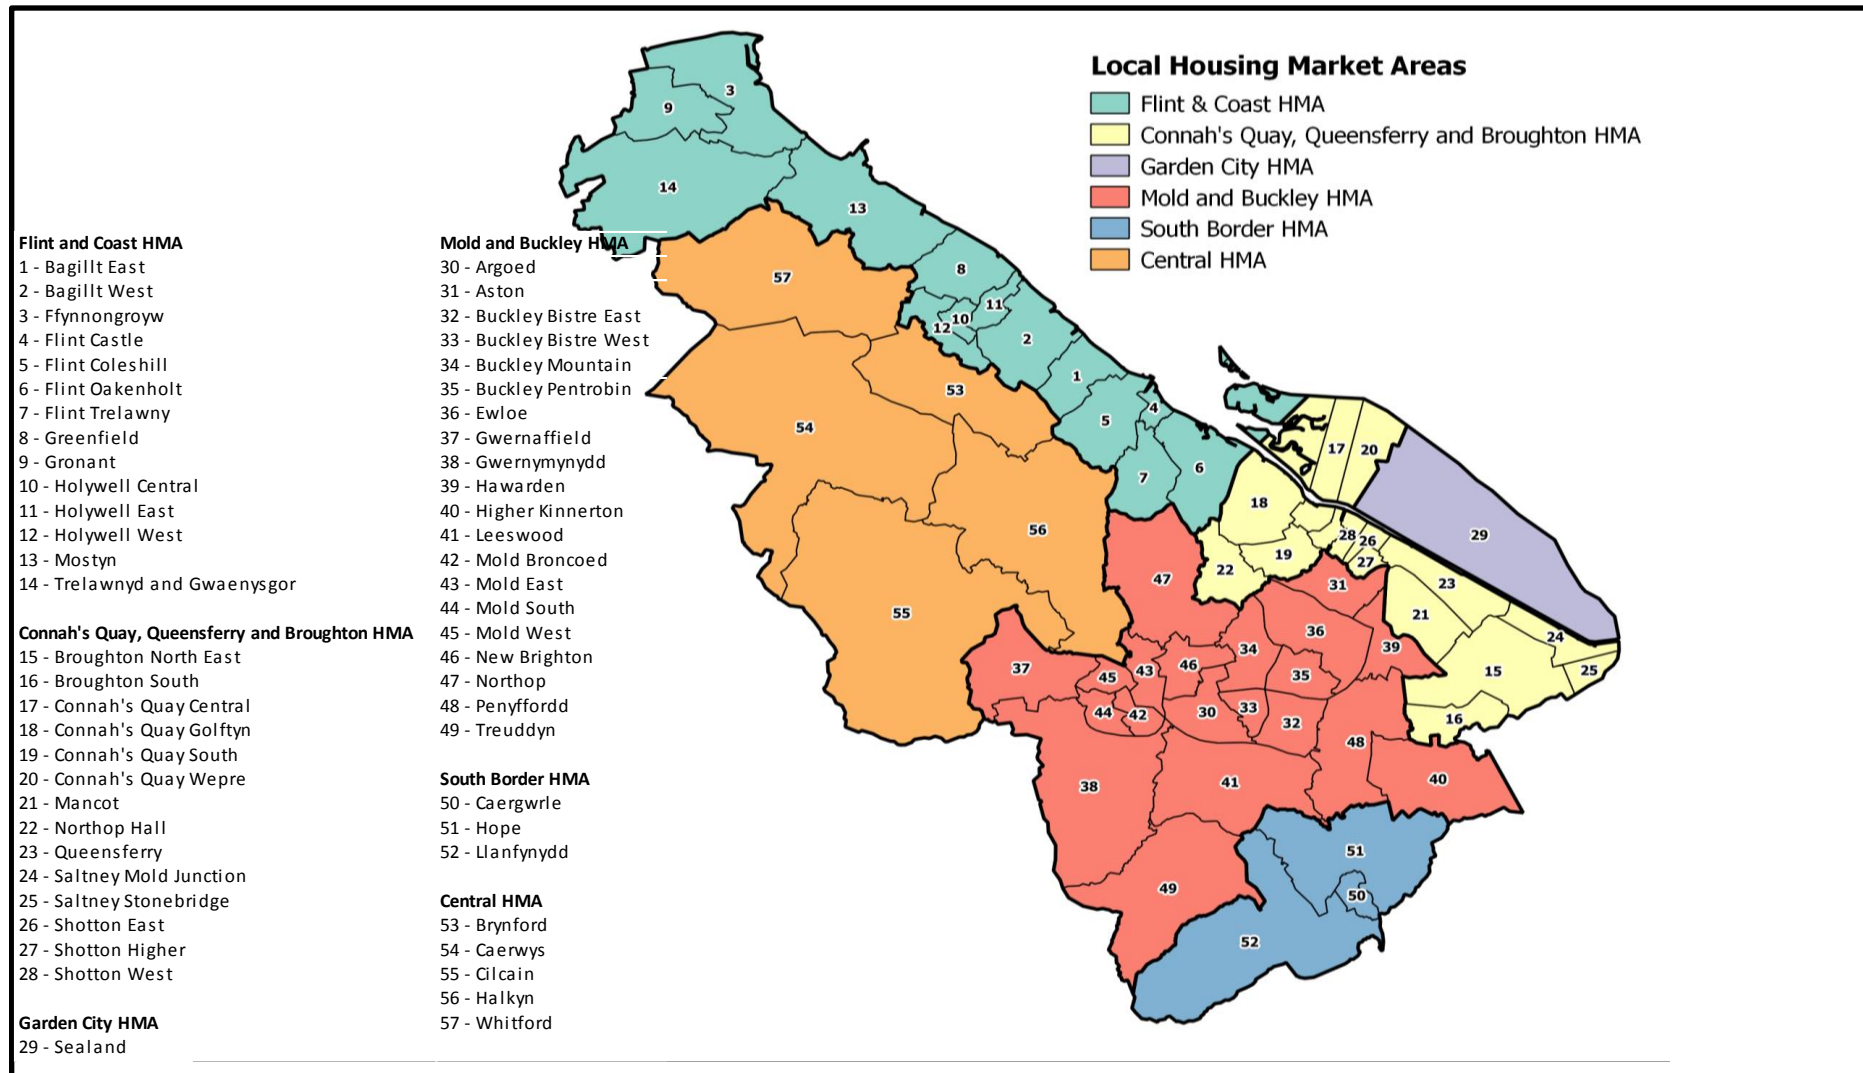 Local Housing Market Areas
Flint & Coast HMA
Connah's Quay, Queensferry and Broughton HMA
Garden City HMA
Mold and Buckley HMA
South Border HMA
Central HMA
Flint and Coast HMA
1 - Bagillt East
2 - Bagillt West
3 - Ffynnongroyw
4 - Flint Castle
5 - Flint Coleshill
6 - Flint Oakenholt
7 - Flint Trelawny
8 - Greenfield
9 - Gronant
10 - Holywell Central
11 - Holywell East
12 - Holywell West
13 - Mostyn
14 - Trelawnyd and Gwaenysgor
Connah's Quay, Queensferry and Broughton HMA
15 - Broughton North East
16 - Broughton South
17 - Connah's Quay Central
18 - Connah's Quay Golftyn
19 - Connah's Quay South
20 - Connah's Quay Wepre
21 - Mancot
22 - Northop Hall
23 - Queensferry
24 - Saltney Mold Junction
25 - Saltney Stonebridge
26 - Shotton East
27 - Shotton Higher
28 - Shotton West
Garden City HMA
29 - Sealand
Mold and Buckley HMA
30 - Argoed
31 - Aston
32 - Buckley Bistre East
33 - Buckley Bistre West
34 - Buckley Mountain
35 - Buckley Pentrobin
36 - Ewloe
37 - Gwernaffield
38 - Gwernymynydd
39 - Hawarden
40 - Higher Kinnerton
41 - Leeswood
42 - Mold Broncoed
43 - Mold East
44 - Mold South
45 - Mold West
46 - New Brighton
47 - Northop
48 - Penyffordd
49 - Treuddyn
South Border HMA
50 - Caergwrle
51 - Hope
52 - Llanfynydd
Central HMA
53 - Brynford
54 - Caerwys
55 - Cilcain
56 - Halkyn
57 - Whitford
3
9
14
13
57
8
11
10
12
2
1
53
4
5
54
17
20
6
7
18
56
28
26
29
19
27
22
47
31
23
55
21
36
24
34
39
37
46
43
45
35
15
25
33
44
42
30
32
16
48
38
41
40
51
49
50
52